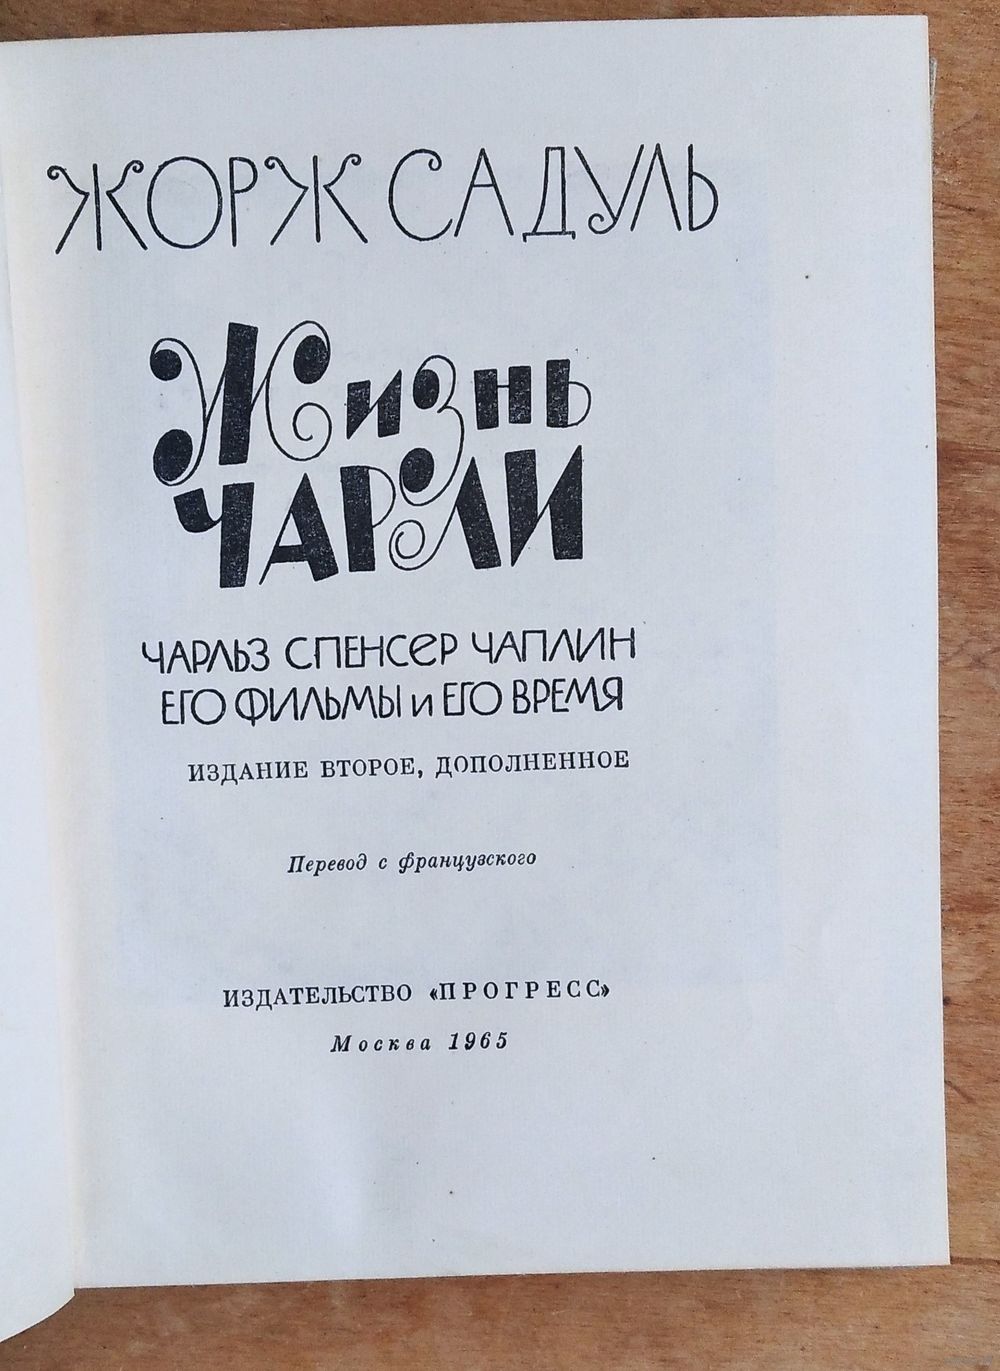 ЖОРЖ САДУЛЬ
Жизнь
ЧАРЛИ
ЧАРЛЬЗ СПЕНСЕР ЧАПЛИН
ЕГО ФИЛЬМЫ и ЕГО ВРЕМЯ
ИЗДАНИЕ ВТОРОЕ, ДОПОЛНЕННОЕ
Перевод с французского
ИЗДАТЕЛЬСТВО «ПРОГРЕСС»
Москва 1965